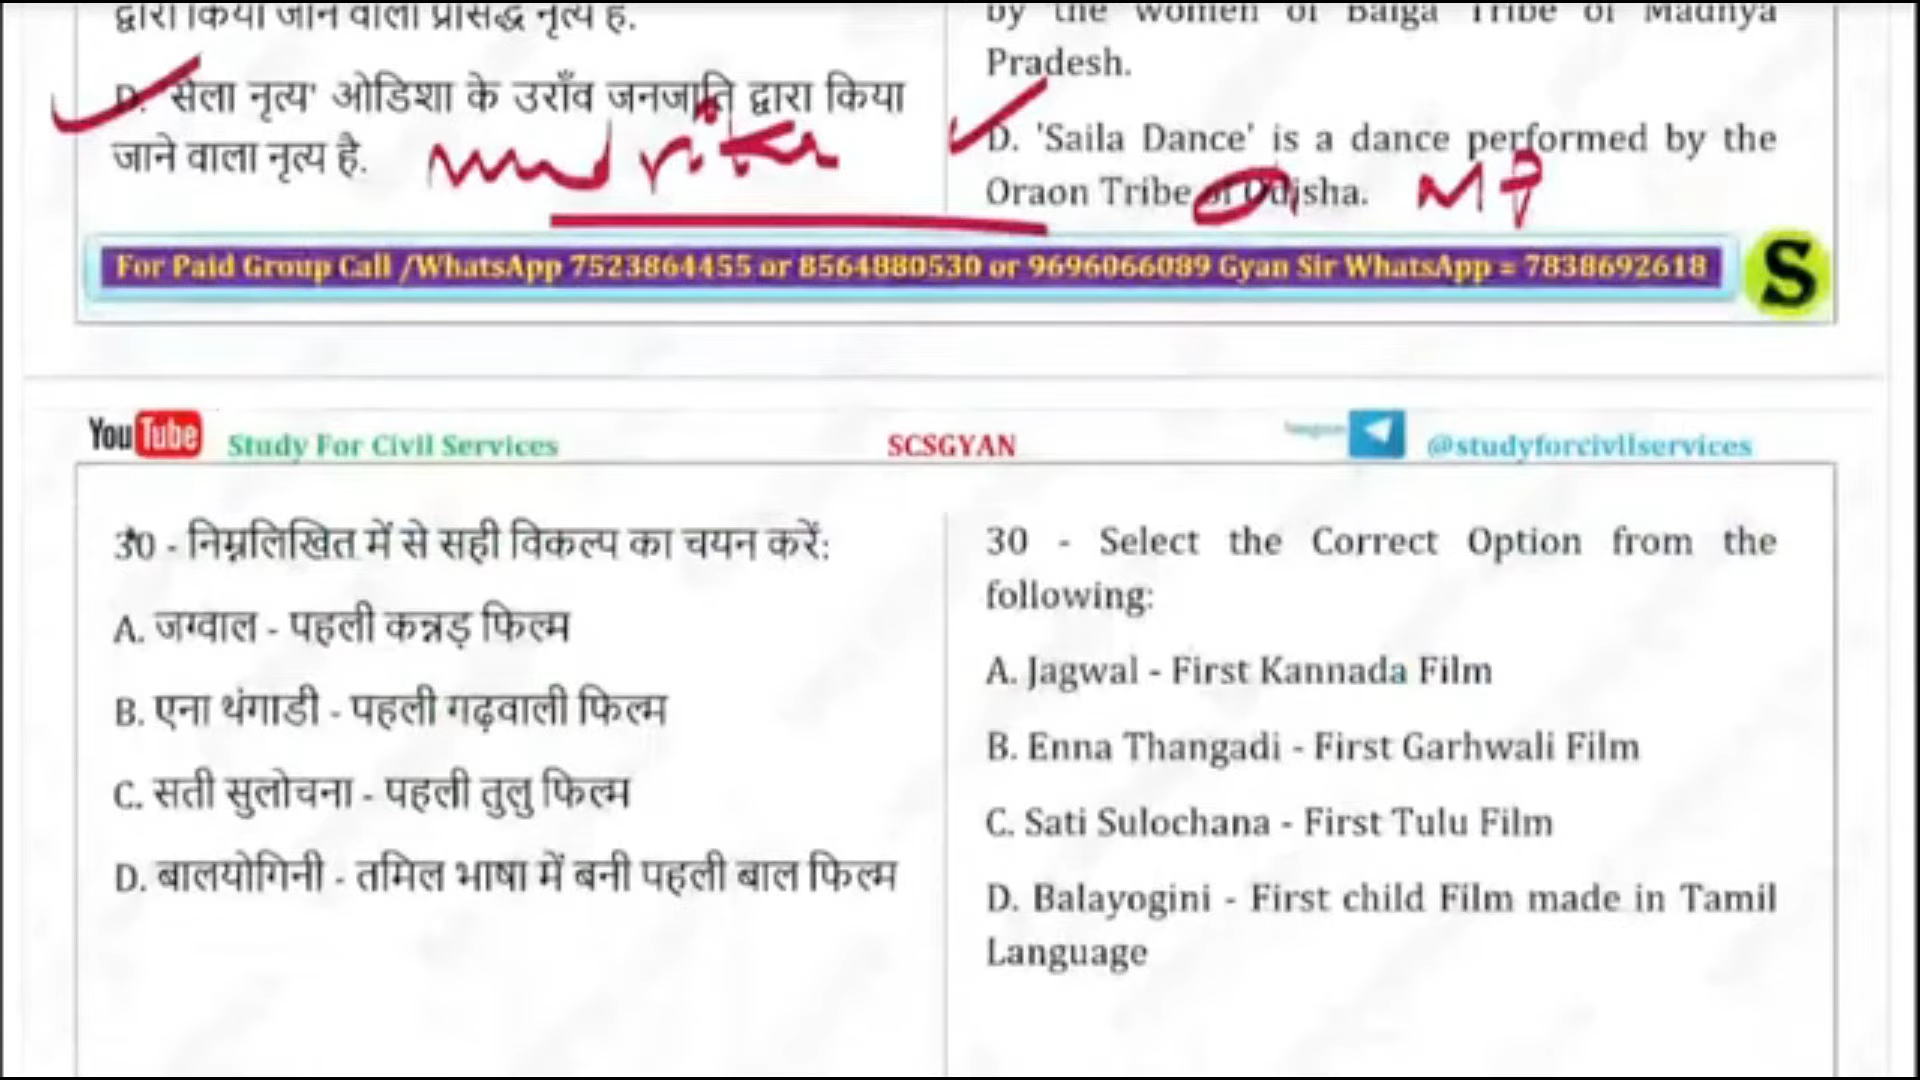 द्वारा किया जाने वाला प्रसिद्ध नृत्य है.
D. 'सैला नृत्य' ओडिशा के उराँव जनजाति द्वारा किया
जाने वाला नृत्य है.
by the women of Baiga Tribe of Madhya
Pradesh.
D. 'Saila Dance' is a dance performed by the
Oraon Tribe of Odisha.
MP
For Paid Group Call /WhatsApp 7523864455 or 8564880530 or 9696066089 Gyan Sir WhatsApp = 7838692618
S
YouTube Study For Civil Services
SCSGYAN
@studyforcivilservices
30 - निम्नलिखित में से सही विकल्प का चयन करें:
A. जग्वाल - पहली कन्नड़ फिल्म
B. एना थंगाडी - पहली गढ़वाली फिल्म
C. सती सुलोचना - पहली तुलु फिल्म
D. बालयोगिनी - तमिल भाषा में बनी पहली बाल फिल्म
30 - Select the Correct Option from the
following:
A. Jagwal - First Kannada Film
B. Enna Thangadi - First Garhwali Film
C. Sati Sulochana - First Tulu Film
D. Balayogini - First child Film made in Tamil
Language